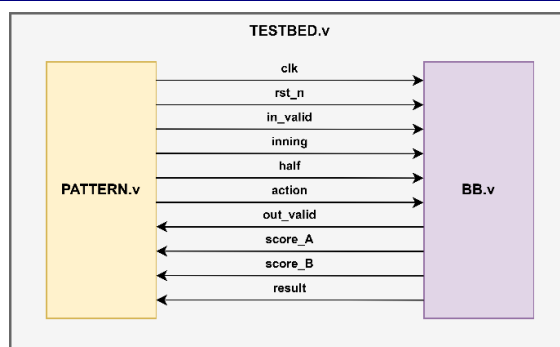 TESTBED.v
clk
rst_n
in_valid
inning
half
PATTERN.v
action
BB.v
out_valid
score_A
score_B
result